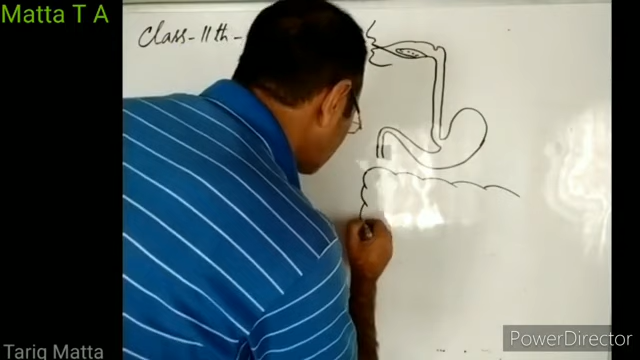 Matta T A
Class - 11th -
PowerDirector
Tariq Matta